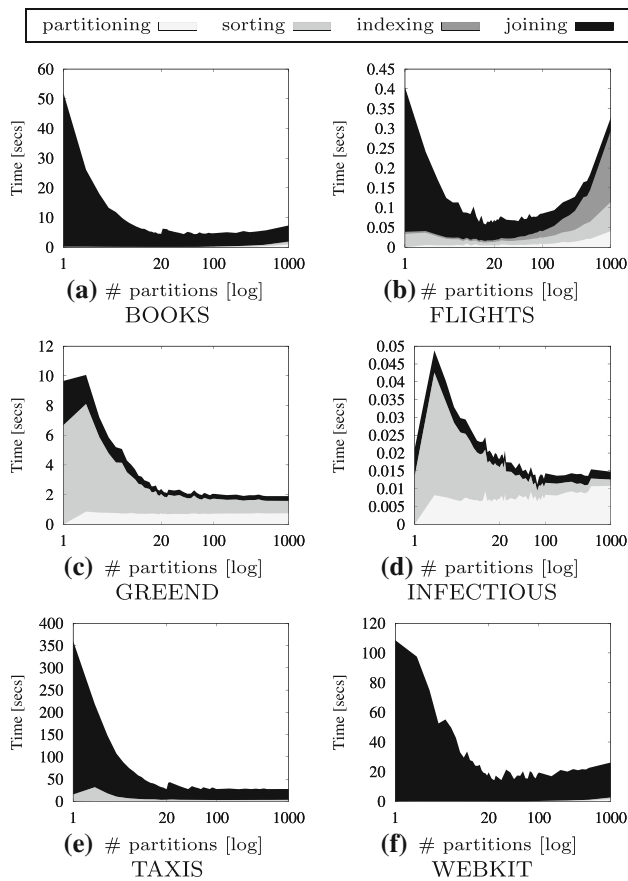 partitioning sorting indexing joining
60
50
40
30
20
10
0
Time [secs]
1 20 100 1000
(a) # partitions [log]
BOOKS
0.45
0.4
0.35
0.3
0.25
0.2
0.15
0.1
0.05
0
Time [secs]
1 20 100 1000
(b) # partitions [log]
FLIGHTS
12
10
8
6
4
2
0
Time [secs]
1 20 100 1000
(c) # partitions [log]
GREEND
0.05
0.045
0.04
0.035
0.03
0.025
0.02
0.015
0.01
0.005
0
Time [secs]
1 20 100 1000
(d) # partitions [log]
INFECTIOUS
400
350
300
250
200
150
100
50
0
Time [secs]
1 20 100 1000
(e) # partitions [log]
TAXIS
120
100
80
60
40
20
0
Time [secs]
1 20 100 1000
(f) # partitions [log]
WEBKIT